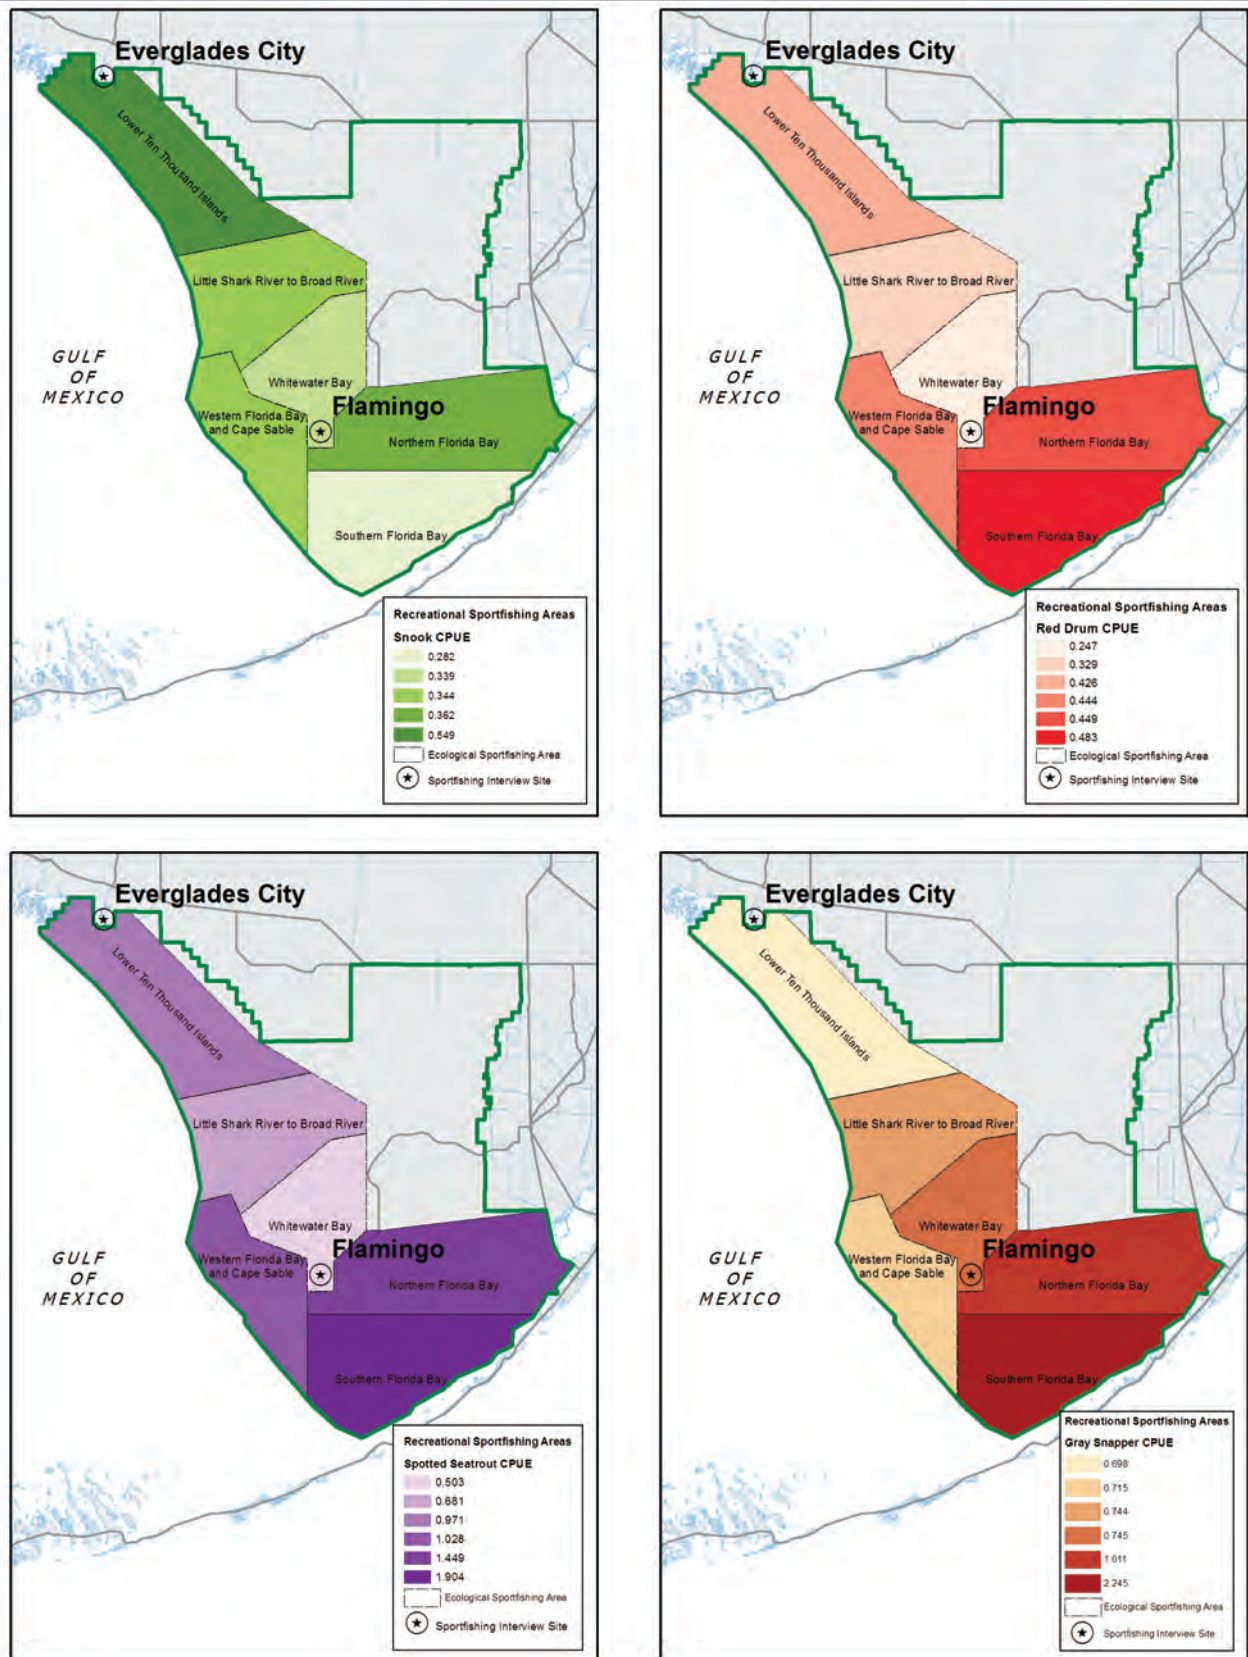 Everglades City
Lower Ten Thousand Islands
Little Shark River to Broad River
GULF
OF
MEXICO
Whitewater Bay
Flamingo
Western Florida Bay
and Cape Sable
Northern Florida Bay
Southern Florida Bay
Recreational Sportfishing Areas
Snook CPUE
0.282
0.339
0.344
0.362
0.549
Ecological Sportfishing Area
Sportfishing Interview Site
Everglades City
Lower Ten Thousand Islands
Little Shark River to Broad River
GULF
OF
MEXICO
Whitewater Bay
Flamingo
Western Florida Bay
and Cape Sable
Northern Florida Bay
Southern Florida Bay
Recreational Sportfishing Areas
Red Drum CPUE
0.247
0.329
0.426
0.444
0.449
0.483
Ecological Sportfishing Area
Sportfishing Interview Site
Everglades City
Lower Ten Thousand Islands
Little Shark River to Broad River
GULF
OF
MEXICO
Whitewater Bay
Flamingo
Western Florida Bay
and Cape Sable
Northern Florida Bay
Southern Florida Bay
Recreational Sportfishing Areas
Spotted Seatrout CPUE
0.503
0.681
0.971
1.028
1.449
1.904
Ecological Sportfishing Area
Sportfishing Interview Site
Everglades City
Lower Ten Thousand Islands
Little Shark River to Broad River
GULF
OF
MEXICO
Whitewater Bay
Flamingo
Western Florida Bay
and Cape Sable
Northern Florida Bay
Southern Florida Bay
Recreational Sportfishing Areas
Gray Snapper CPUE
0.698
0.715
0.744
0.745
1.011
2.245
Ecological Sportfishing Area
Sportfishing Interview Site